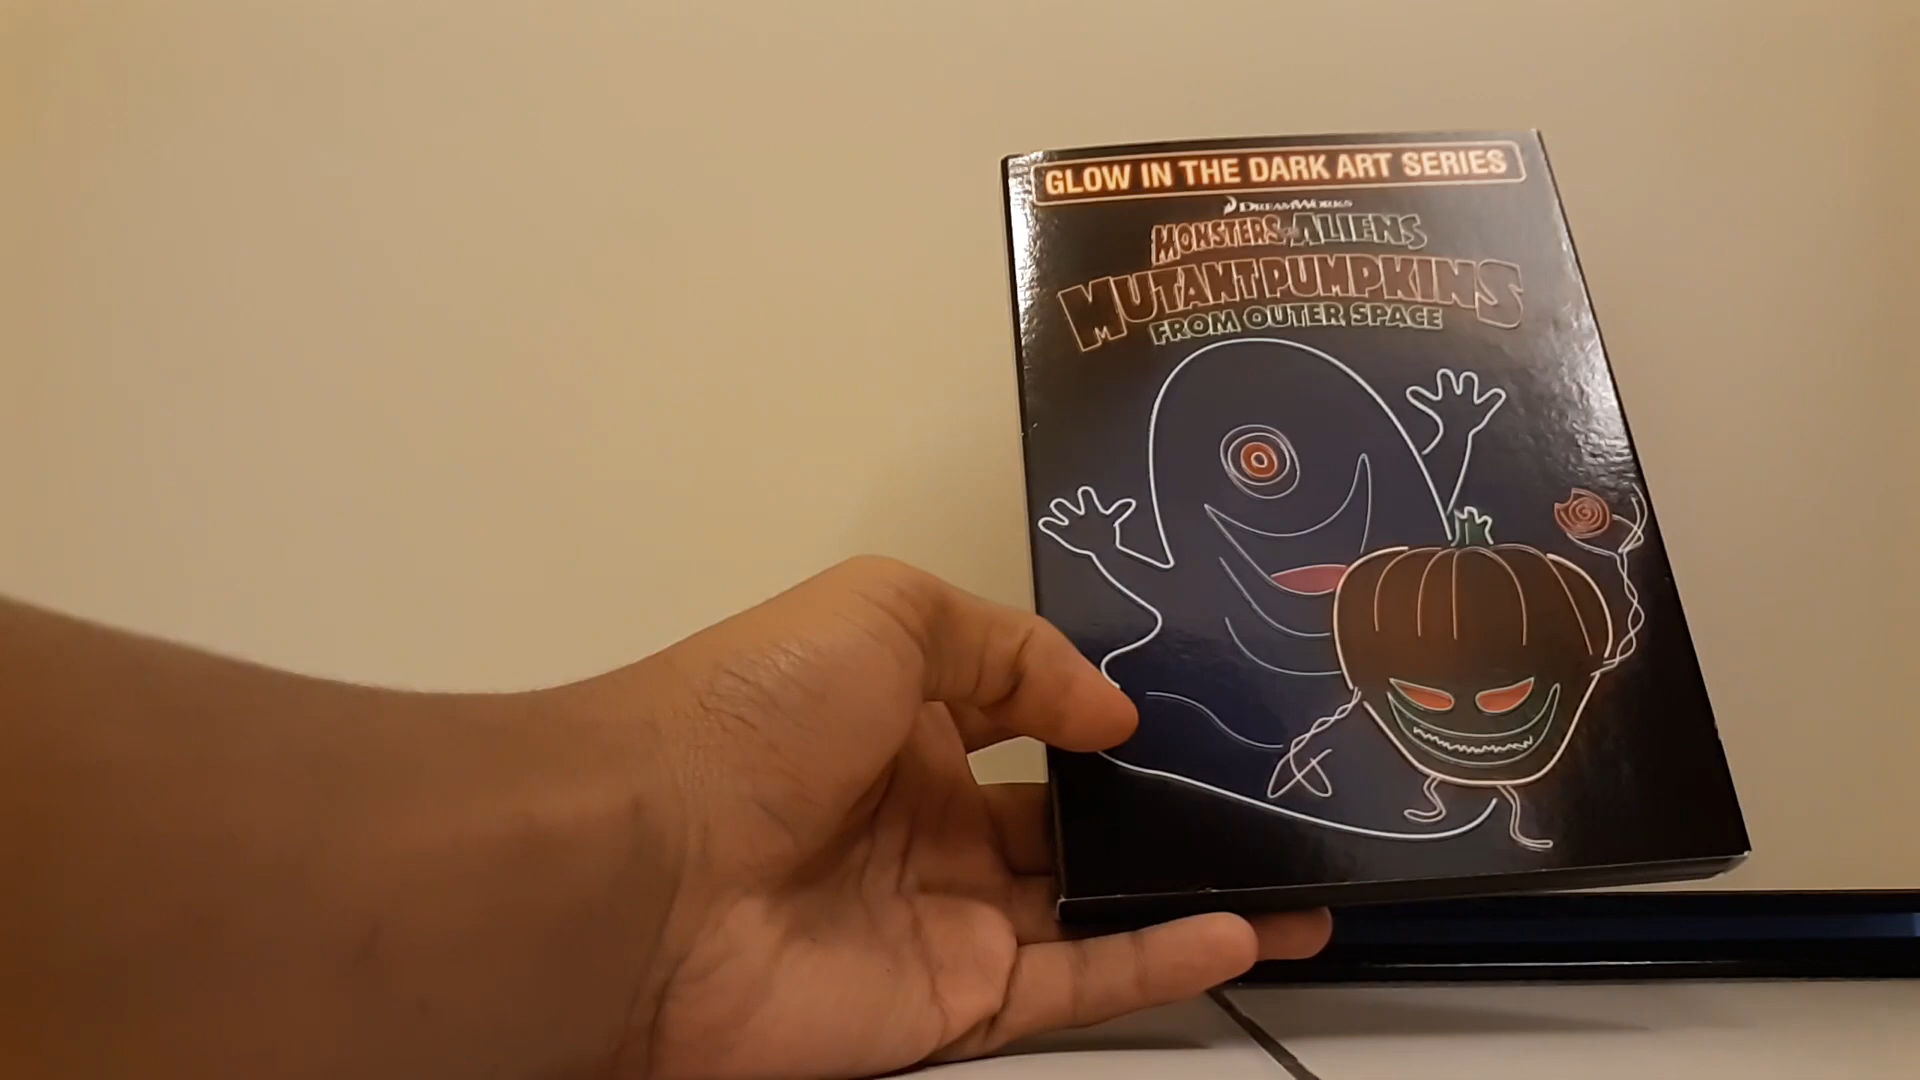 GLOW IN THE DARK ART SERIES
DREAMWORKS
MONSTERS VS ALIENS
MUTANT PUMPKINS
FROM OUTER SPACE